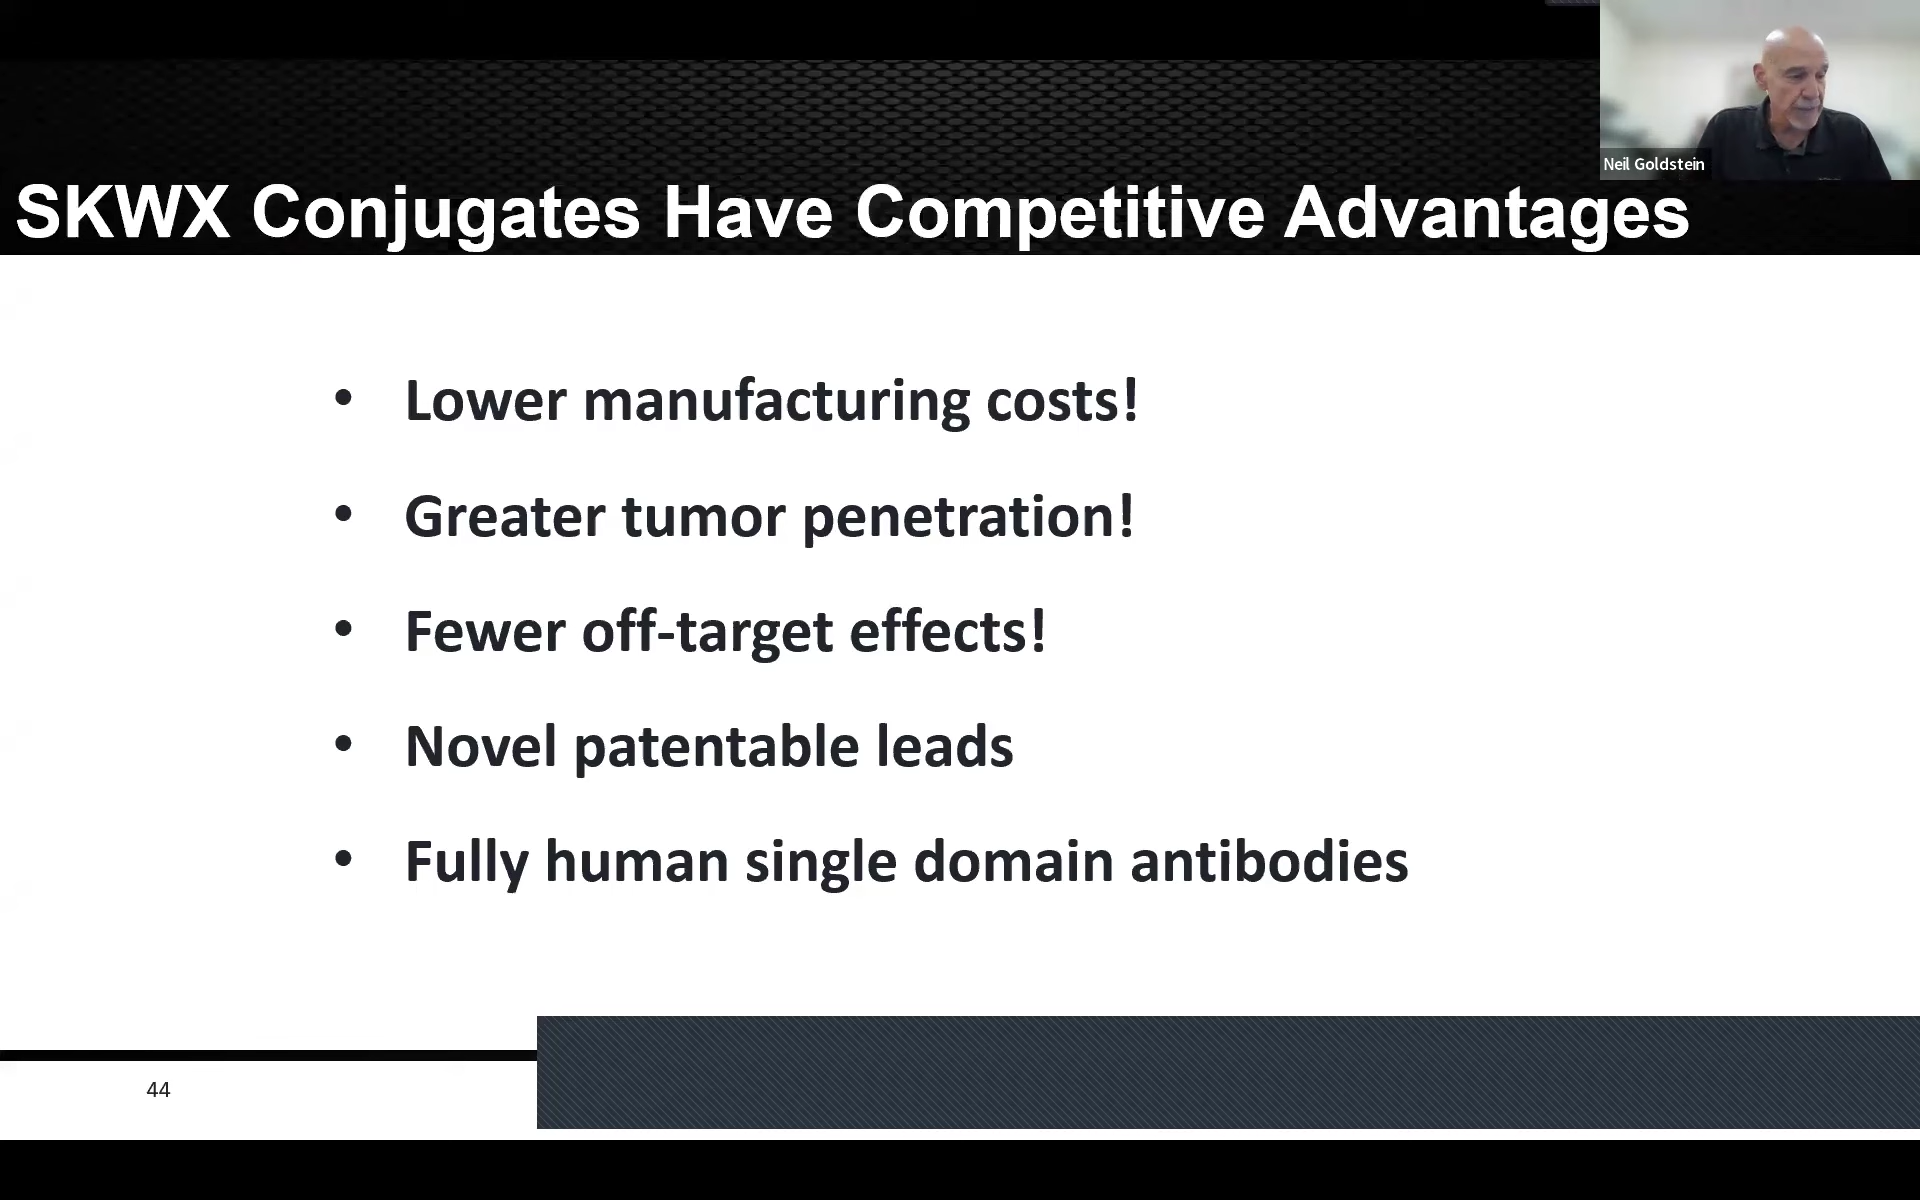 Neil Goldstein
SKWX Conjugates Have Competitive Advantages
• Lower manufacturing costs!
• Greater tumor penetration!
• Fewer off-target effects!
• Novel patentable leads
• Fully human single domain antibodies
44